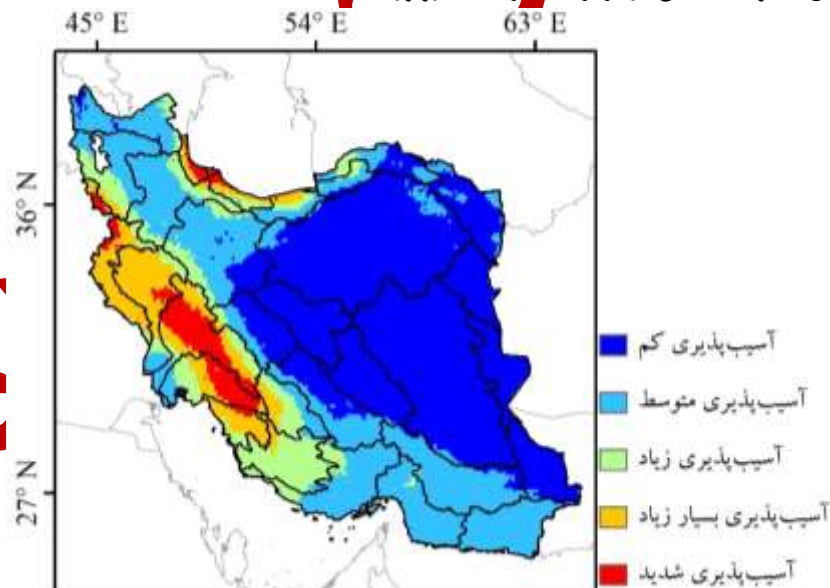 45° E 54° E 63° E
36° N
27° N
آسیب‌پذیری کم
آسیب‌پذیری متوسط
آسیب‌پذیری زیاد
آسیب‌پذیری بسیار زیاد
آسیب‌پذیری شدید